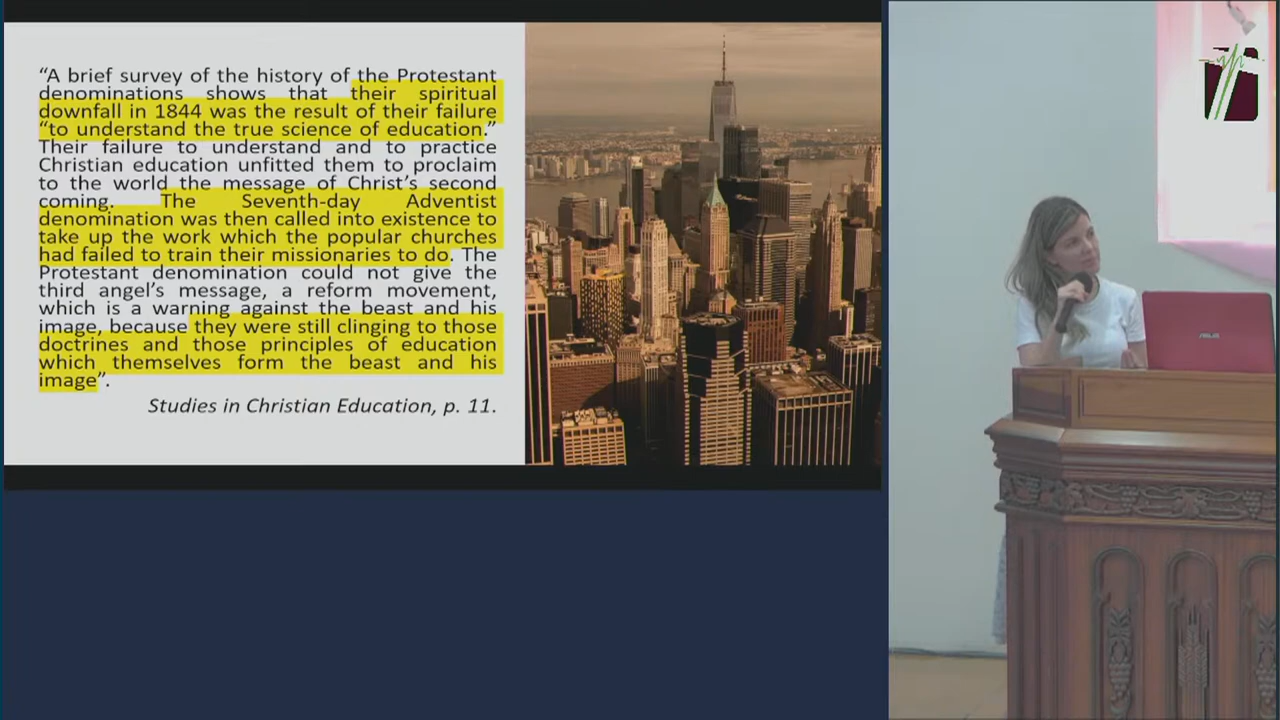 “A brief survey of the history of the Protestant
denominations shows that their spiritual
downfall in 1844 was the result of their failure
“to understand the true science of education.”
Their failure to understand and to practice
Christian education unfitted them to proclaim
to the world the message of Christ’s second
coming. The Seventh-day Adventist
denomination was then called into existence to
take up the work which the popular churches
had failed to train their missionaries to do. The
Protestant denomination could not give the
third angel’s message, a reform movement,
which is a warning against the beast and his
image, because they were still clinging to those
doctrines and those principles of education
which themselves form the beast and his
image”.
Studies in Christian Education, p. 11.
ASUS